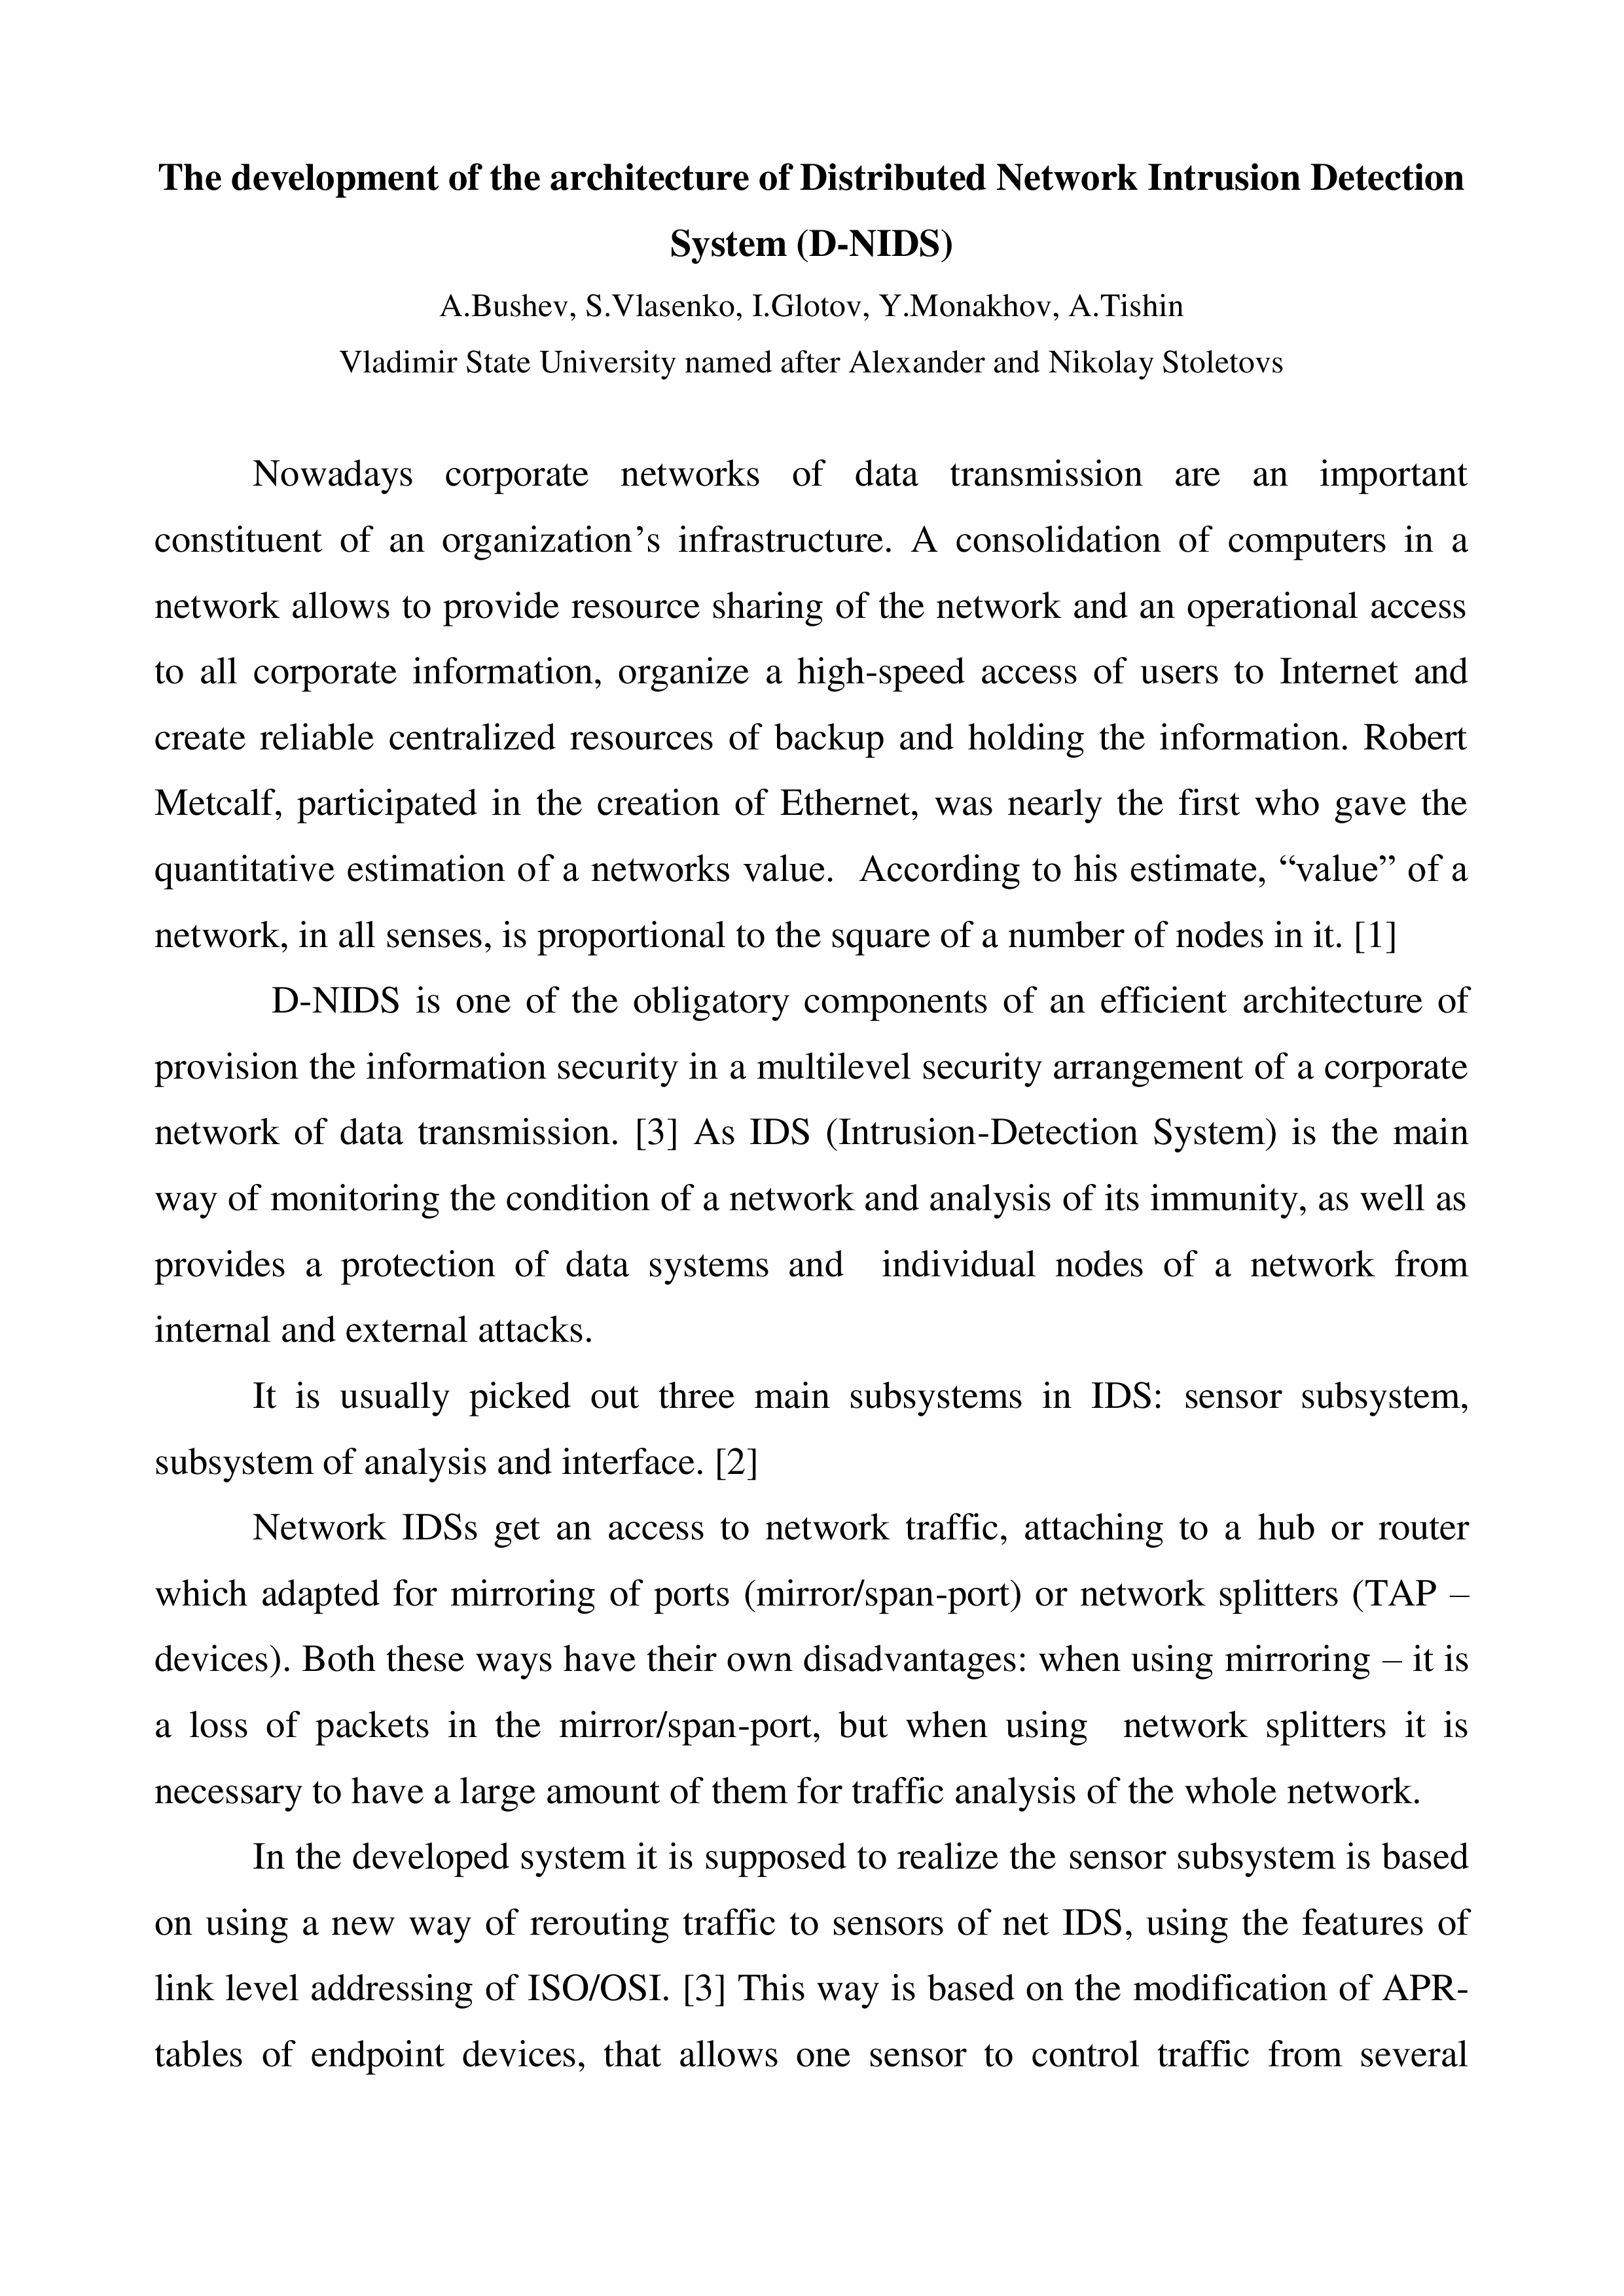 The development of the architecture of Distributed Network Intrusion Detection
System (D-NIDS)
A.Bushev, S.Vlasenko, I.Glotov, Y.Monakhov, A.Tishin
Vladimir State University named after Alexander and Nikolay Stoletovs
Nowadays corporate networks of data transmission are an important
constituent of an organization’s infrastructure. A consolidation of computers in a
network allows to provide resource sharing of the network and an operational access
to all corporate information, organize a high-speed access of users to Internet and
create reliable centralized resources of backup and holding the information. Robert
Metcalf, participated in the creation of Ethernet, was nearly the first who gave the
quantitative estimation of a networks value.  According to his estimate, “value” of a
network, in all senses, is proportional to the square of a number of nodes in it. [1]
D-NIDS is one of the obligatory components of an efficient architecture of
provision the information security in a multilevel security arrangement of a corporate
network of data transmission. [3] As IDS (Intrusion-Detection System) is the main
way of monitoring the condition of a network and analysis of its immunity, as well as
provides a protection of data systems and  individual nodes of a network from
internal and external attacks.
It is usually picked out three main subsystems in IDS: sensor subsystem,
subsystem of analysis and interface. [2]
Network IDSs get an access to network traffic, attaching to a hub or router
which adapted for mirroring of ports (mirror/span-port) or network splitters (TAP –
devices). Both these ways have their own disadvantages: when using mirroring – it is
a loss of packets in the mirror/span-port, but when using  network splitters it is
necessary to have a large amount of them for traffic analysis of the whole network.
In the developed system it is supposed to realize the sensor subsystem is based
on using a new way of rerouting traffic to sensors of net IDS, using the features of
link level addressing of ISO/OSI. [3] This way is based on the modification of APR-
tables of endpoint devices, that allows one sensor to control traffic from several